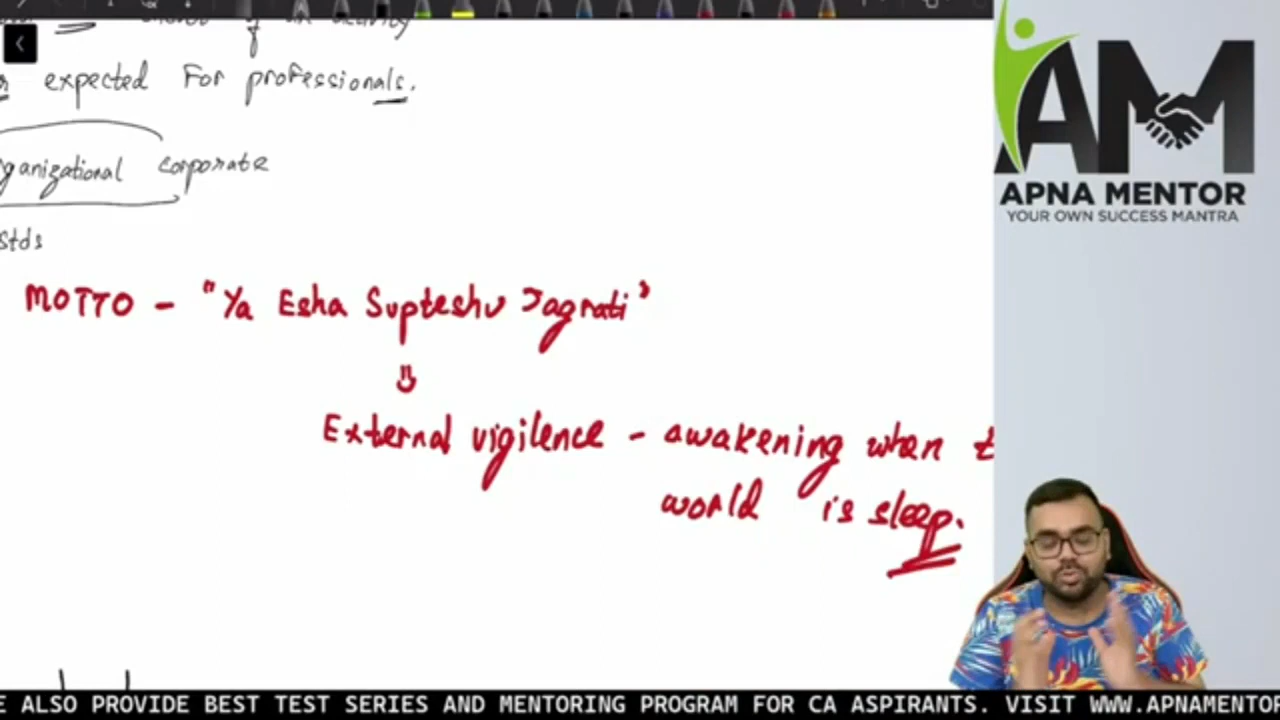 expected For professionals.
corporate
Stds
MOTTO - "Ya Esha Supteshu Jagrati"
External vigilence - awakening when
world is sleep.
AM
APNA MENTOR
YOUR OWN SUCCESS MANTRA
ALSO PROVIDE BEST TEST SERIES AND MENTORING PROGRAM FOR CA ASPIRANTS. VISIT WWW.APNAMENTOR